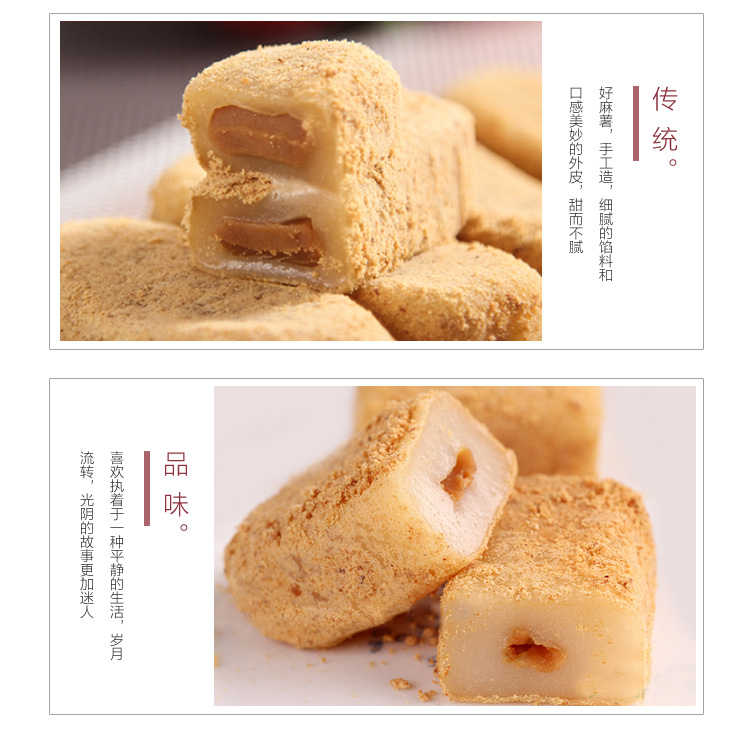 传统。
好麻薯，手工造，细腻的馅料和
口感美妙的外皮，甜而不腻
品味。
喜欢执着于一种平静的生活，岁月
流转，光阴的故事更加迷人